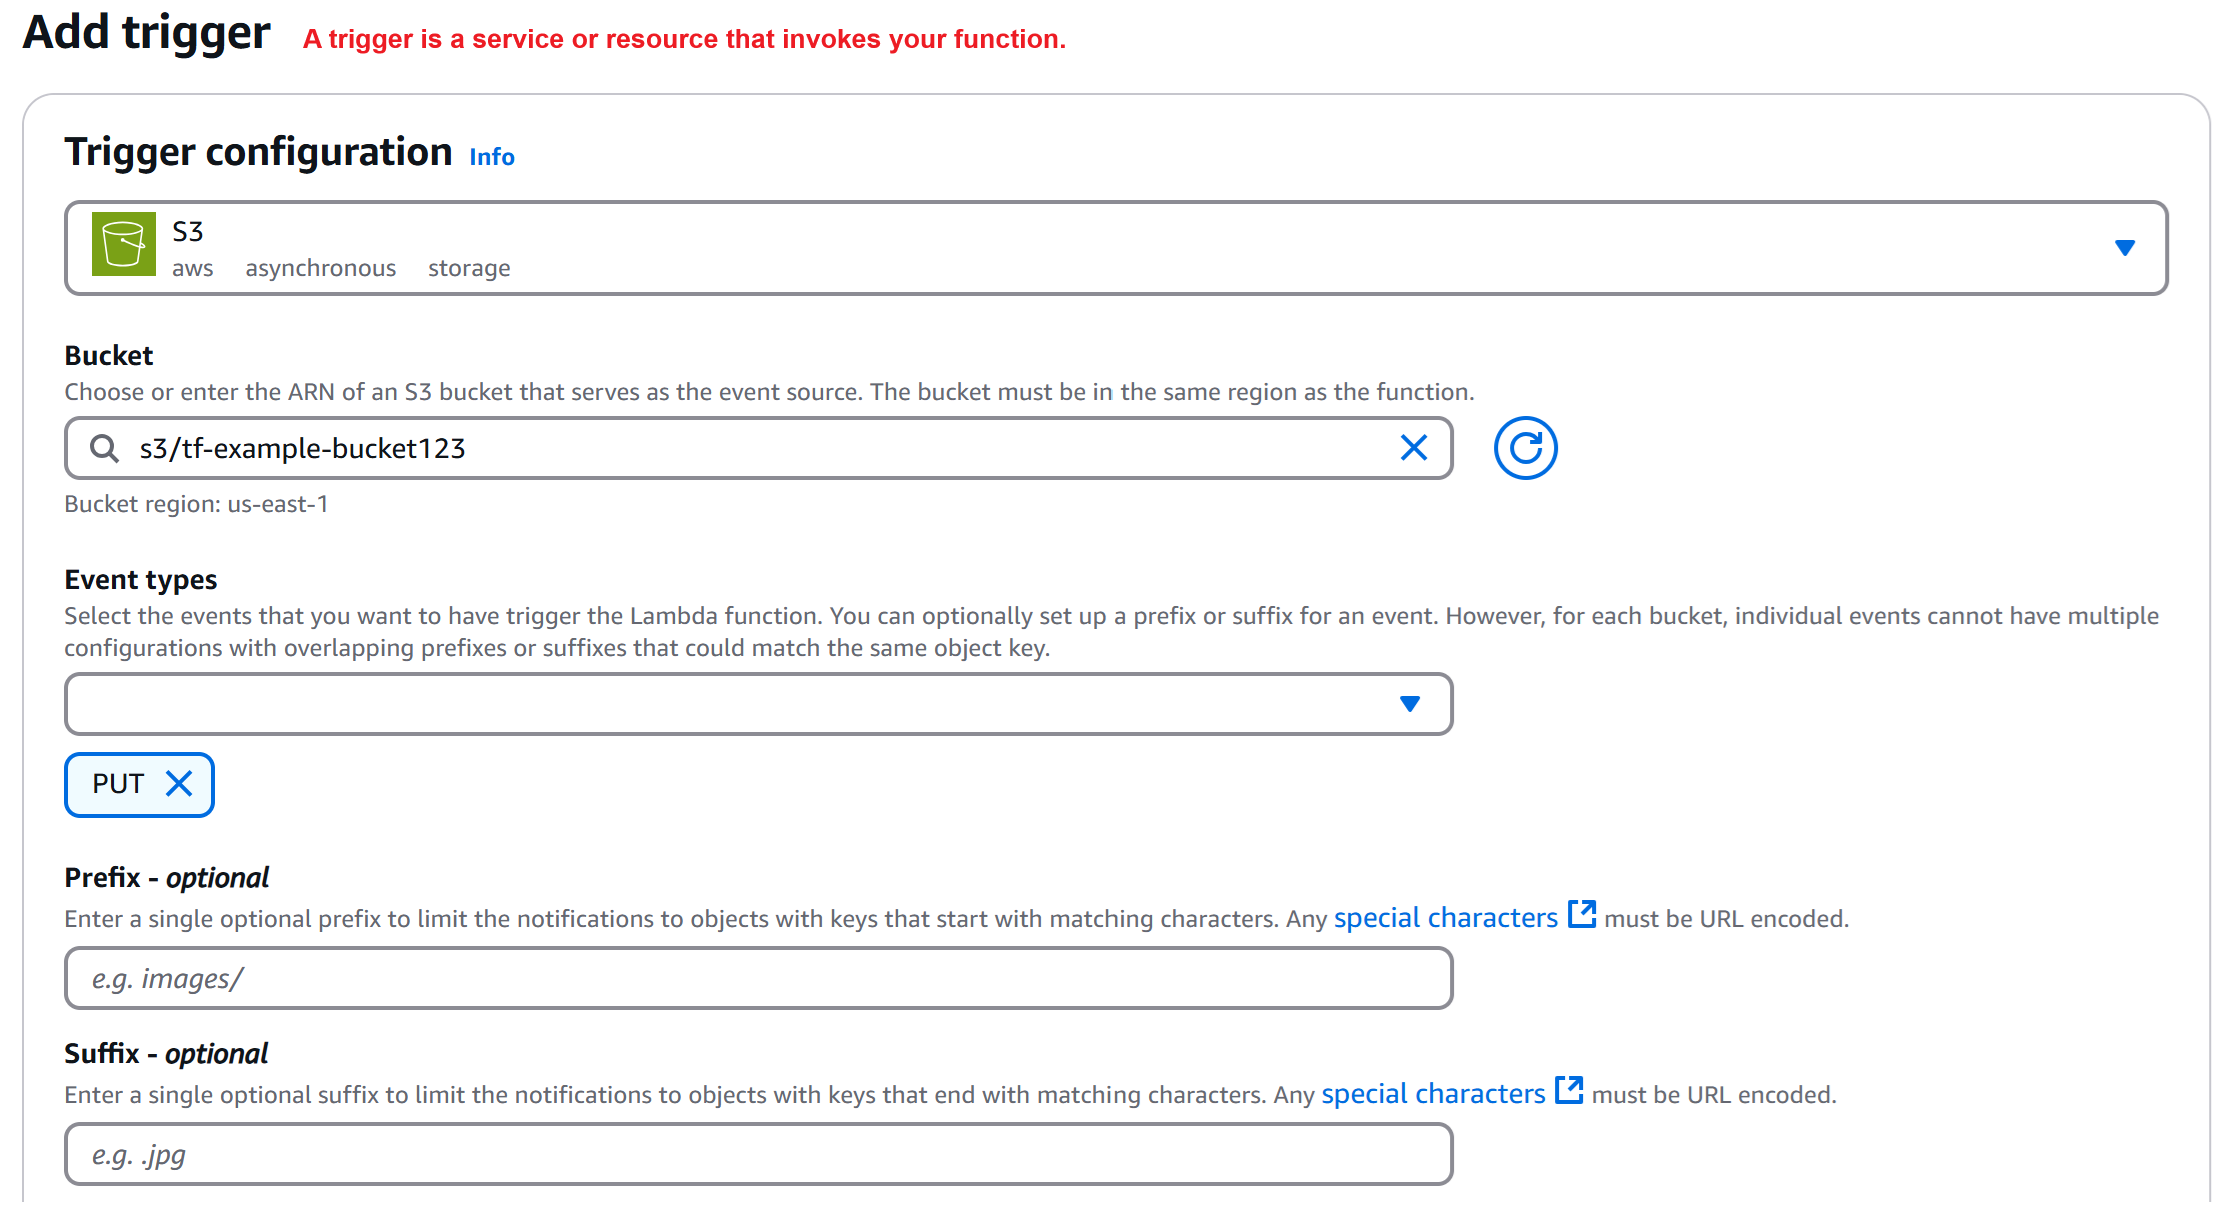 Add trigger A trigger is a service or resource that invokes your function.
Trigger configuration Info
S3
aws asynchronous storage
Bucket
Choose or enter the ARN of an S3 bucket that serves as the event source. The bucket must be in the same region as the function.
s3/tf-example-bucket123
Bucket region: us-east-1
Event types
Select the events that you want to have trigger the Lambda function. You can optionally set up a prefix or suffix for an event. However, for each bucket, individual events cannot have multiple
configurations with overlapping prefixes or suffixes that could match the same object key.
PUT
Prefix - optional
Enter a single optional prefix to limit the notifications to objects with keys that start with matching characters. Any special characters must be URL encoded.
e.g. images/
Suffix - optional
Enter a single optional suffix to limit the notifications to objects with keys that end with matching characters. Any special characters must be URL encoded.
e.g. .jpg